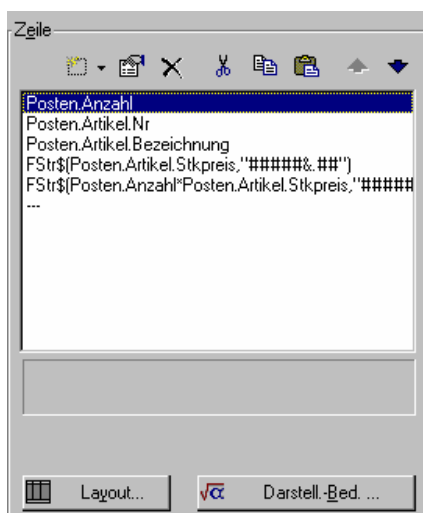 Zeile
Posten.Anzahl
Posten.Artikel.Nr
Posten.Artikel.Bezeichnung
FStr$(Posten.Artikel.Stkpreis,"#####&.##")
FStr$(Posten.Anzahl*Posten.Artikel.Stkpreis,"#####
---
Layout...
Darstell.-Bed. ...